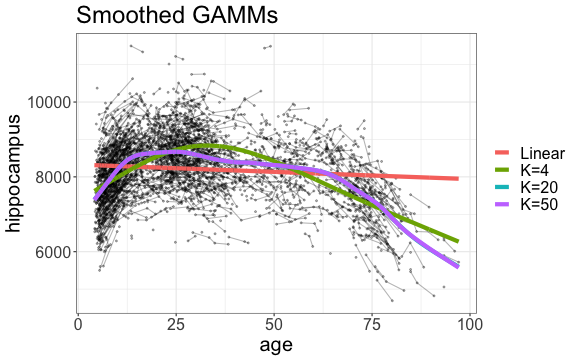 Smoothed GAMMs
hippocampus
10000
8000
6000
0 25 50 75 100
age
Linear
K=4
K=20
K=50